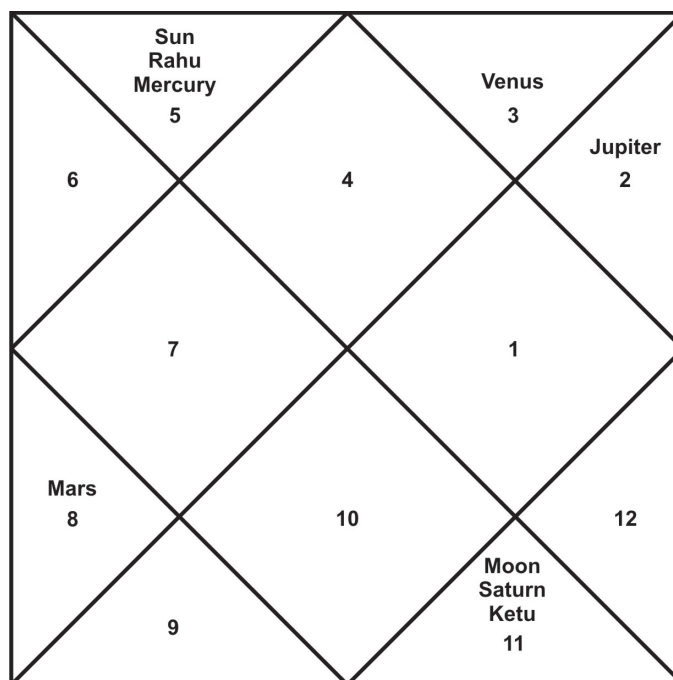 Sun
Rahu
Mercury
5
Venus
3
Jupiter
2
6
4
7
1
Mars
8
10
12
Moon
Saturn
Ketu
11
9